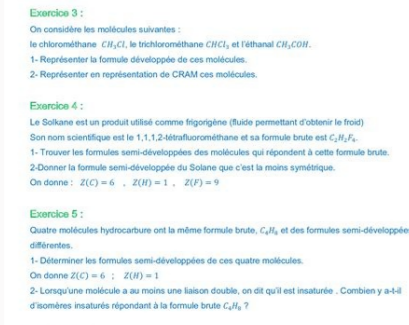 Exercice 3 :
On considère les molécules suivantes :
le chlorométhane CH₃Cl, le trichlorométhane CHCl₃ et l'éthanal CH₃COH.
1- Représenter la formule développée de ces molécules.
2- Représenter en représentation de CRAM ces molécules.
Exercice 4 :
Le Solkane est un produit utilisé comme frigorigène (fluide permettant d'obtenir le froid)
Son nom scientifique est le 1,1,1,2-tétrafluorométhane et sa formule brute est C₂H₂F₄.
1- Trouver les formules semi-développées des molécules qui répondent à cette formule brute.
2-Donner la formule semi-développée du Solane que c'est la moins symétrique.
On donne : Z(C) = 6 , Z(H) = 1 , Z(F) = 9
Exercice 5 :
Quatre molécules hydrocarbure ont la même formule brute, C₄H₈ et des formules semi-développée
différentes.
1- Déterminer les formules semi-développées de ces quatre molécules.
On donne Z(C) = 6 ; Z(H) = 1
2- Lorsqu'une molécule a au moins une liaison double, on dit qu'il est insaturée . Combien y a-t-il
d'isomères insaturés répondant à la formule brute C₄H₈ ?